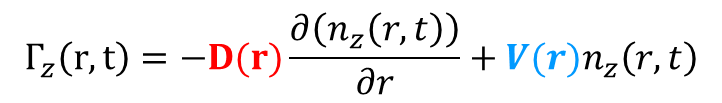 Γ_z(r,t) = −D(r) ∂(n_z(r,t))/∂r + V(r)n_z(r,t)